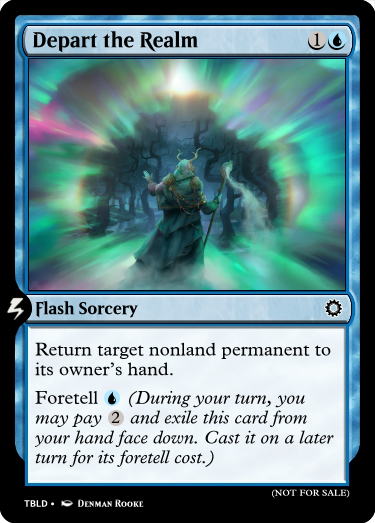 Depart the Realm 1
Flash Sorcery
Return target nonland permanent to
its owner's hand.
Foretell (During your turn, you
may pay 2 and exile this card from
your hand face down. Cast it on a later
turn for its foretell cost.)
(NOT FOR SALE)
TBLD • Denman Rooke